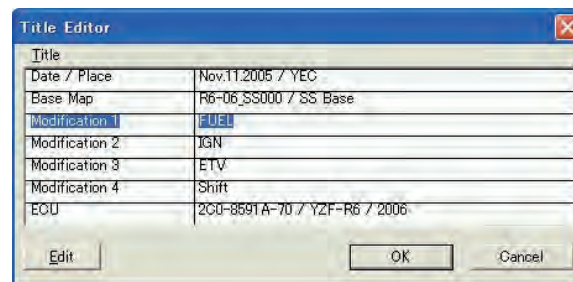 Title Editor
Title
Date / Place Nov.11.2005 / YEC
Base Map R6-06_SS000 / SS Base
Modification 1 FUEL
Modification 2 IGN
Modification 3 ETV
Modification 4 Shift
ECU 2C0-8591A-70 / YZF-R6 / 2006
Edit OK Cancel